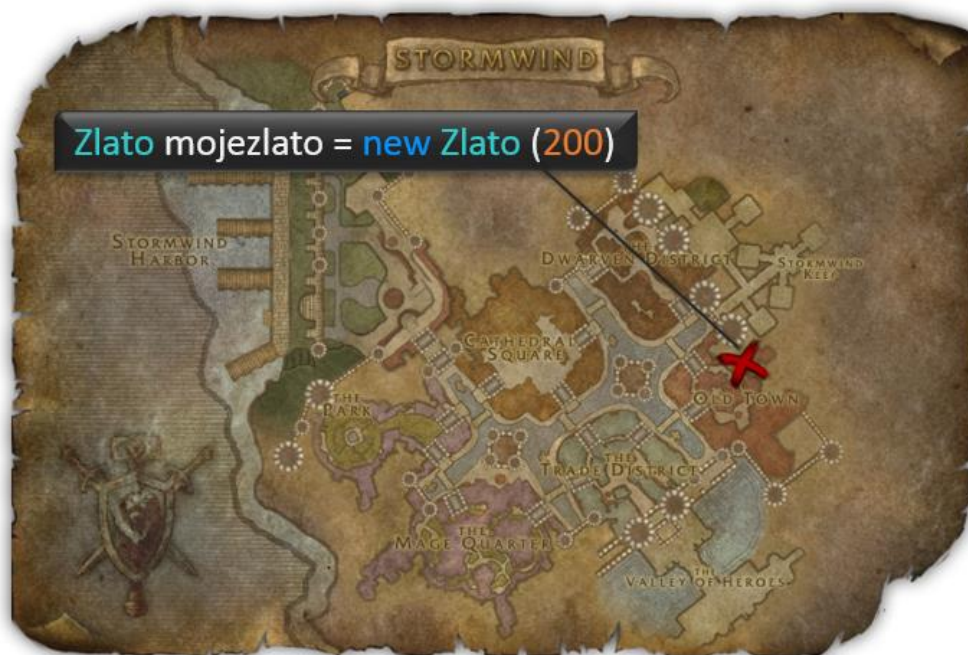 STORMWIND
Zlato mojezlato = new Zlato (200)
STORMWIND
HARBOR
THE
DWARVEN DISTRICT
STORMWIND
KEEP
CATHEDRAL
SQUARE
OLD TOWN
THE
PARK
THE
TRADE DISTRICT
THE
MAGE QUARTER
THE
VALLEY OF HEROES